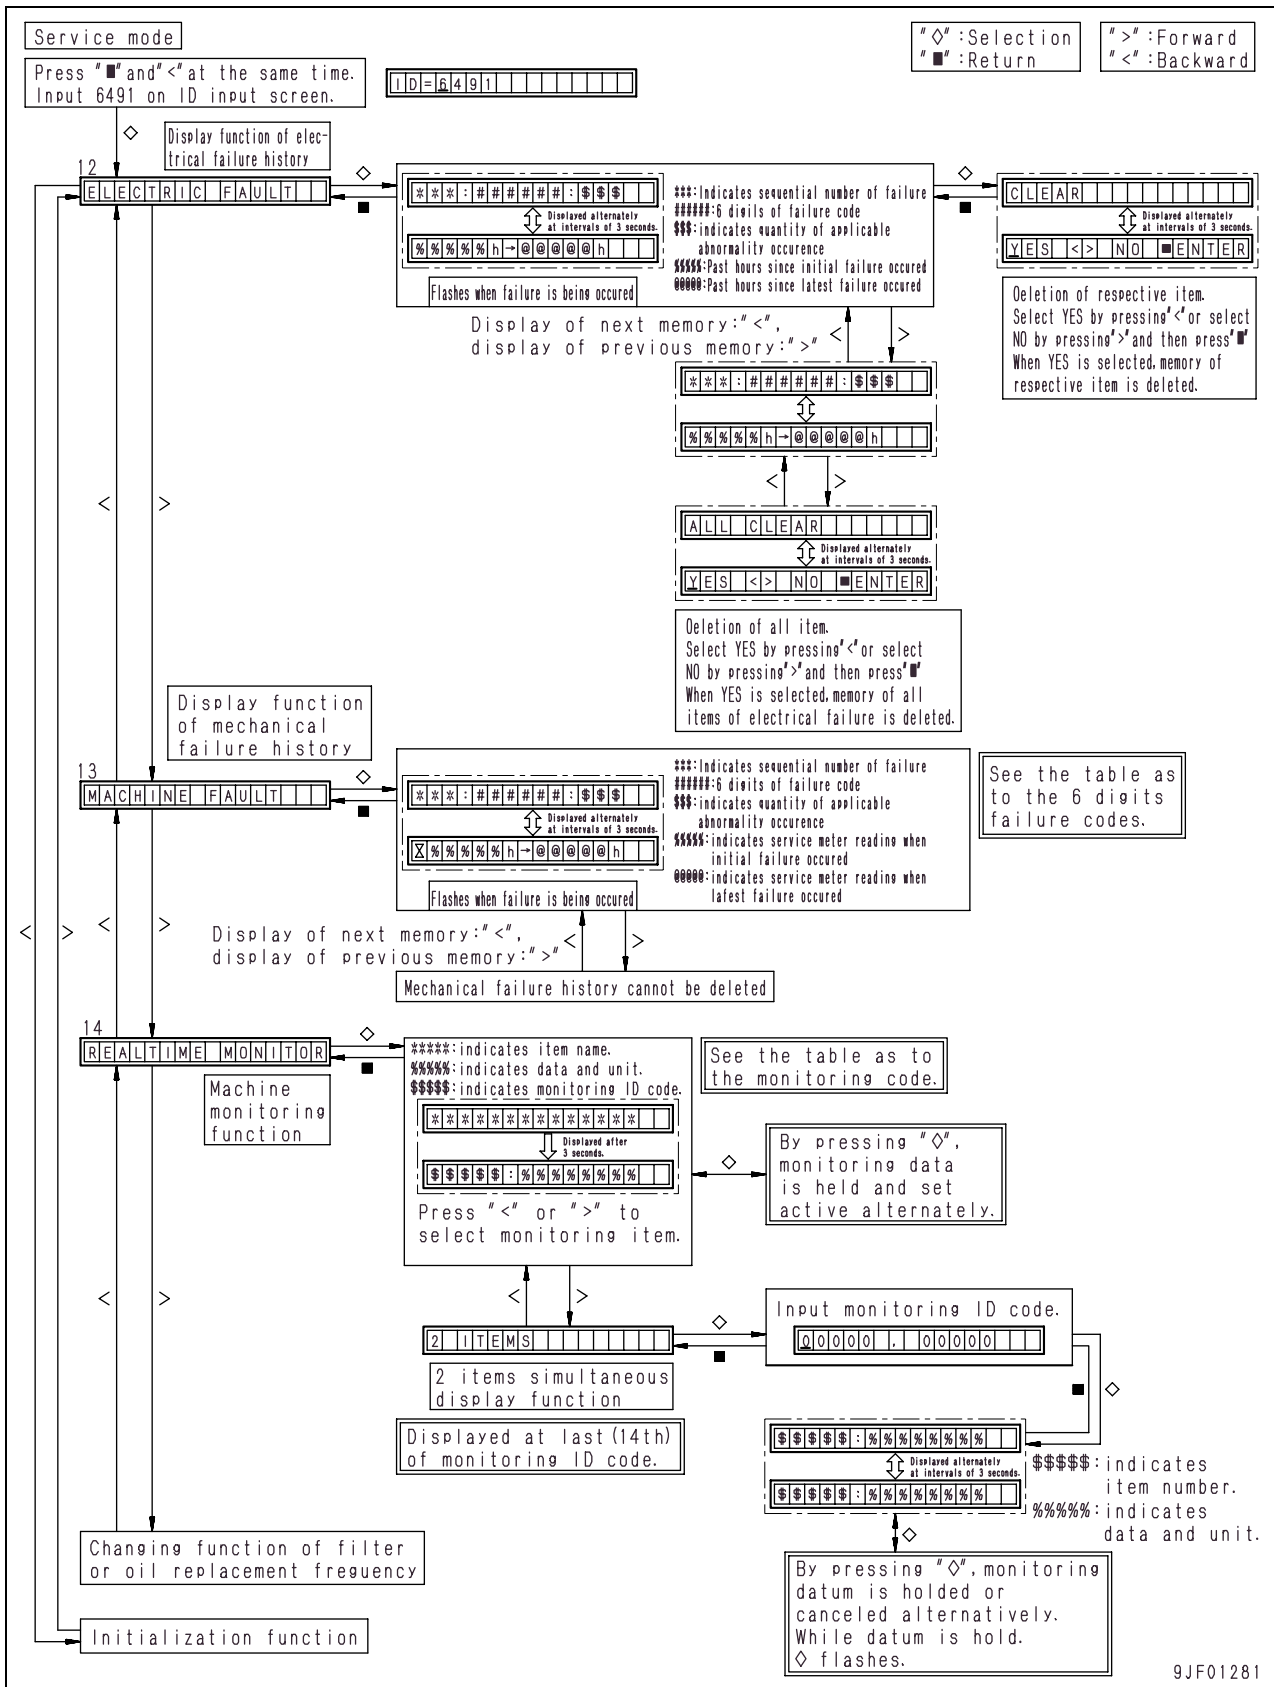 Service mode
"◇":Selection
"■":Return
">":Forward
"<":Backward
Press "■"and"<"at the same time.
Input 6491 on ID input screen.
ID=6491
◇
Display function of elec-
trical failure history
12
ELECTRIC FAULT
◇
■
***:######:$$$
Displayed alternately
at intervals of 3 seconds.
%%%%%h→@@@@@h
Flashes when failure is being occured
***:Indicates sequential number of failure
######:6 digits of failure code
$$$:indicates quantity of applicable
abnormality occurence
%%%%%:Past hours since initial failure occured
@@@@@:Past hours since latest failure occured
◇
■
CLEAR
Displayed alternately
at intervals of 3 seconds.
YES <> NO ■ENTER
Oeletion of respective item.
Select YES by pressing"<"or select
NO by pressing">"and then press"■"
When YES is selected,memory of
respective item is deleted.
Display of next memory:"<",
display of previous memory:">"
< >
***:######:$$$
%%%%%h→@@@@@h
< >
ALL CLEAR
Displayed alternately
at intervals of 3 seconds.
YES <> NO ■ENTER
Oeletion of all item.
Select YES by pressing"<"or select
NO by pressing">"and then press"■"
When YES is selected,memory of all
items of electrical failure is deleted.
< >
Display function
of mechanical
failure history
13
MACHINE FAULT
◇
■
***:######:$$$
Displayed alternately
at intervals of 3 seconds.
%%%%%h→@@@@@h
Flashes when failure is being occured
***:Indicates sequential number of failure
######:6 digits of failure code
$$$:indicates quantity of applicable
abnormality occurence
%%%%%:indicates service meter reading when
initial failure occured
@@@@@:indicates service meter reading when
lafest failure occured
See the table as
to the 6 digits
failure codes.
< >
< >
Display of next memory:"<",
display of previous memory:">"
< >
Mechanical failure history cannot be deleted
14
REALTIME MONITOR
◇
■
Machine
monitoring
function
*****:indicates item name.
%%%%%:indicates data and unit.
$$$$$:indicates monitoring ID code.
*************
Displayed after
3 seconds.
$$$$$:%%%%%%%%
Press "<" or ">" to
select monitoring item.
See the table as to
the monitoring code.
◇
By pressing "◇",
monitoring data
is held and set
active alternately.
< >
< >
2 ITEMS
◇
■
2 items simultaneous
display function
Displayed at last(14th)
of monitoring ID code.
Input monitoring ID code.
00000 , 00000
■ ◇
$$$$$:%%%%%%%%
Displayed alternately
at intervals of 3 seconds.
$$$$$:%%%%%%%%
$$$$$:indicates
item number.
%%%%%:indicates
data and unit.
◇
By pressing "◇",monitoring
datum is holded or
canceled alternatively.
While datum is hold.
◇ flashes.
Changing function of filter
or oil replacement freguency
Initialization function
9JF01281